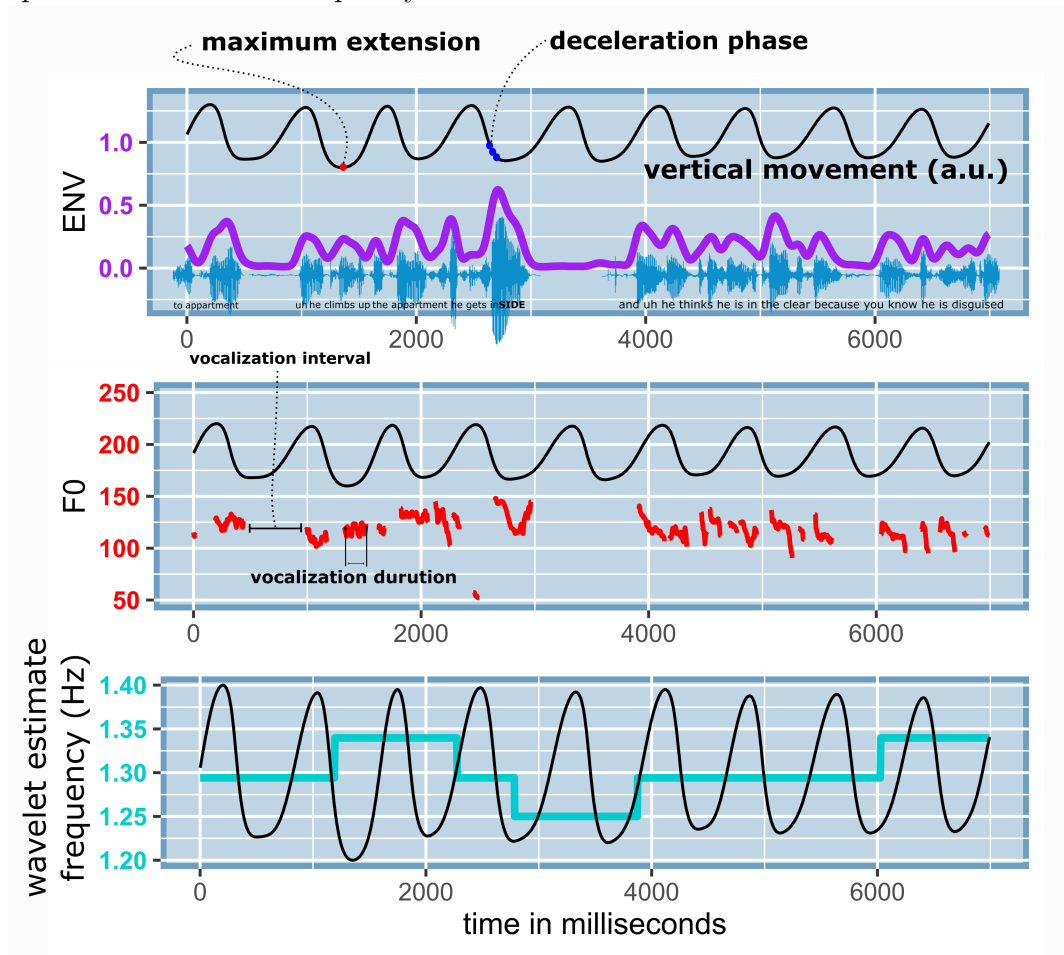 maximum extension
deceleration phase
1.0
0.5
0.0
ENV
vertical movement (a.u.)
to appartment
uh he climbs up the appartment he gets inSIDE
and uh he thinks he is in the clear because you know he is disguised
0 2000 4000 6000
vocalization interval
250
200
150
100
50
F0
vocalization durution
0 2000 4000 6000
wavelet estimate
frequency (Hz)
1.40
1.35
1.30
1.25
1.20
0 2000 4000 6000
time in milliseconds